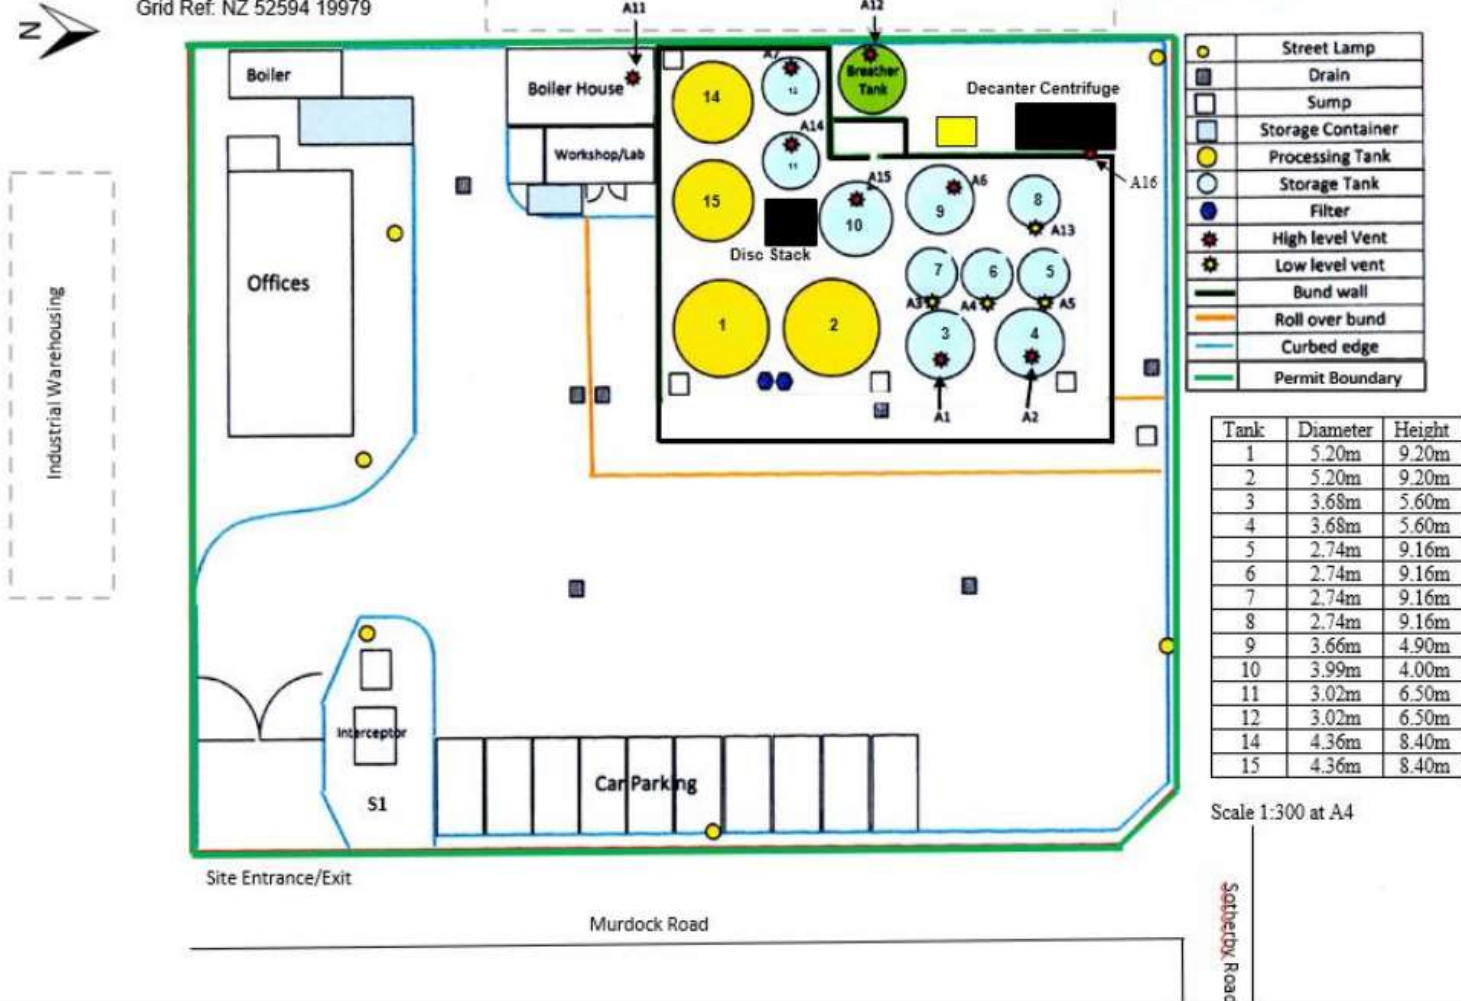 Grid Ref: NZ 52594 19979
N
A11
A12
Boiler
Boiler House
Workshop/Lab
Offices
Industrial Warehousing
14
A7
12
A14
11
15
Breather
Tank
Decanter Centrifuge
A16
A15
10
Disc Stack
A6
9
8
A13
7
6
5
A3
A4
A5
1
2
3
4
A1
A2
Interceptor
S1
Car Parking
Site Entrance/Exit
Murdock Road
Sotherby Road
Street Lamp
Drain
Sump
Storage Container
Processing Tank
Storage Tank
Filter
High level Vent
Low level vent
Bund wall
Roll over bund
Curbed edge
Permit Boundary
Tank Diameter Height
1 5.20m 9.20m
2 5.20m 9.20m
3 3.68m 5.60m
4 3.68m 5.60m
5 2.74m 9.16m
6 2.74m 9.16m
7 2.74m 9.16m
8 2.74m 9.16m
9 3.66m 4.90m
10 3.99m 4.00m
11 3.02m 6.50m
12 3.02m 6.50m
14 4.36m 8.40m
15 4.36m 8.40m
Scale 1:300 at A4